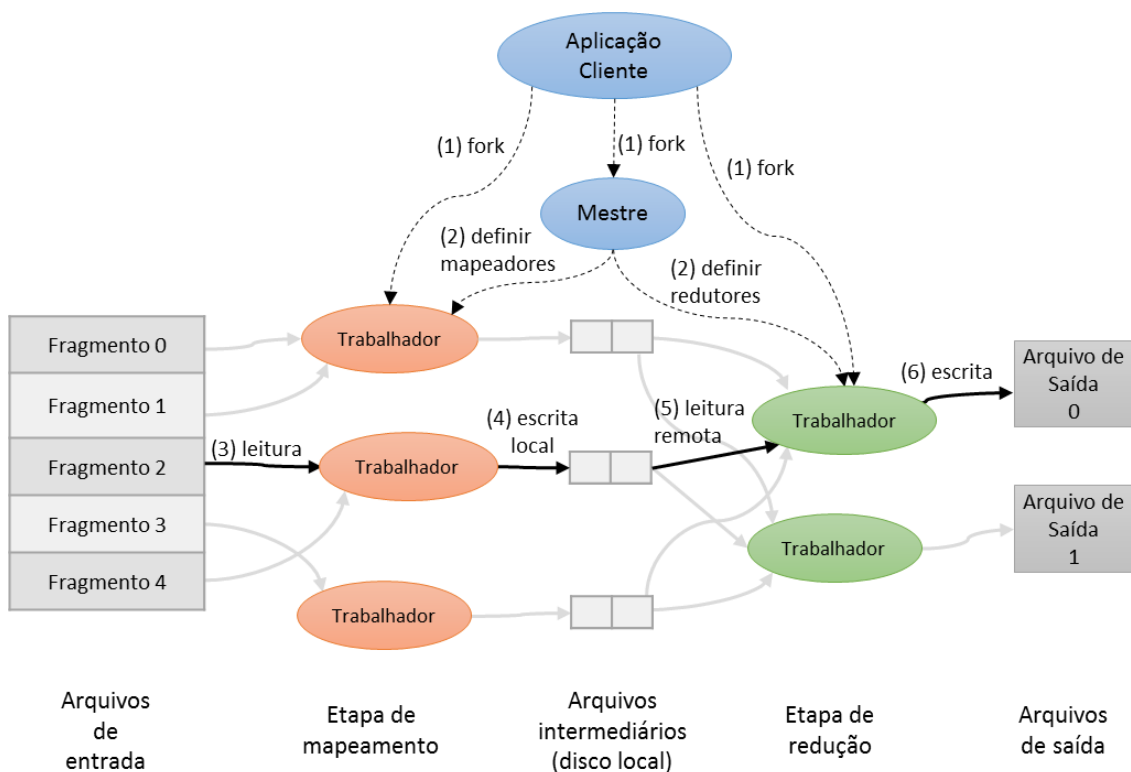 Aplicação
Cliente
(1) fork
(1) fork
(1) fork
Mestre
(2) definir
mapeadores
(2) definir
redutores
Fragmento 0
Fragmento 1
Fragmento 2
Fragmento 3
Fragmento 4
(3) leitura
Trabalhador
Trabalhador
Trabalhador
(4) escrita
local
(5) leitura
remota
Trabalhador
Trabalhador
(6) escrita
Arquivo de
Saída
0
Arquivo de
Saída
1
Arquivos
de
entrada
Etapa de
mapeamento
Arquivos
intermediários
(disco local)
Etapa de
redução
Arquivos
de saída